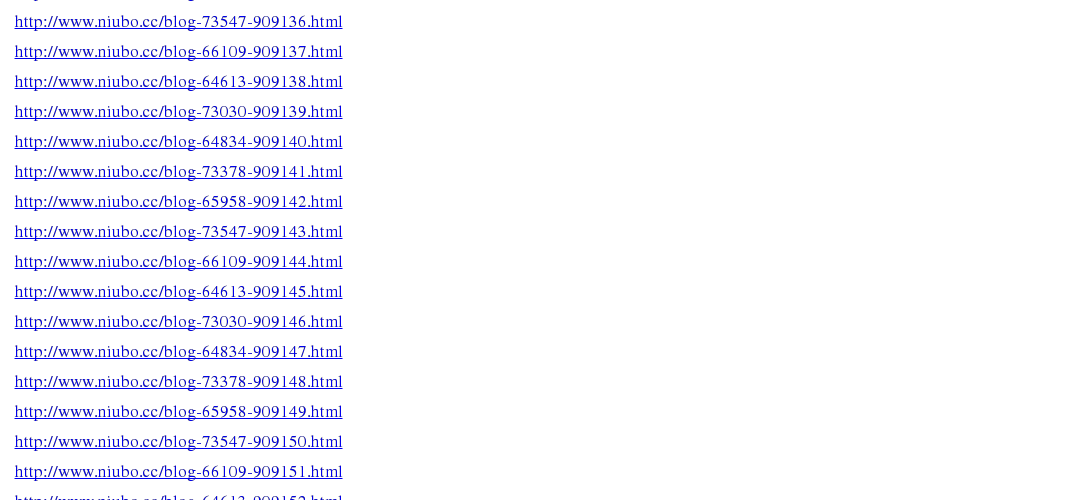 http://www.niubo.cc/blog-73547-909136.html
http://www.niubo.cc/blog-66109-909137.html
http://www.niubo.cc/blog-64613-909138.html
http://www.niubo.cc/blog-73030-909139.html
http://www.niubo.cc/blog-64834-909140.html
http://www.niubo.cc/blog-73378-909141.html
http://www.niubo.cc/blog-65958-909142.html
http://www.niubo.cc/blog-73547-909143.html
http://www.niubo.cc/blog-66109-909144.html
http://www.niubo.cc/blog-64613-909145.html
http://www.niubo.cc/blog-73030-909146.html
http://www.niubo.cc/blog-64834-909147.html
http://www.niubo.cc/blog-73378-909148.html
http://www.niubo.cc/blog-65958-909149.html
http://www.niubo.cc/blog-73547-909150.html
http://www.niubo.cc/blog-66109-909151.html